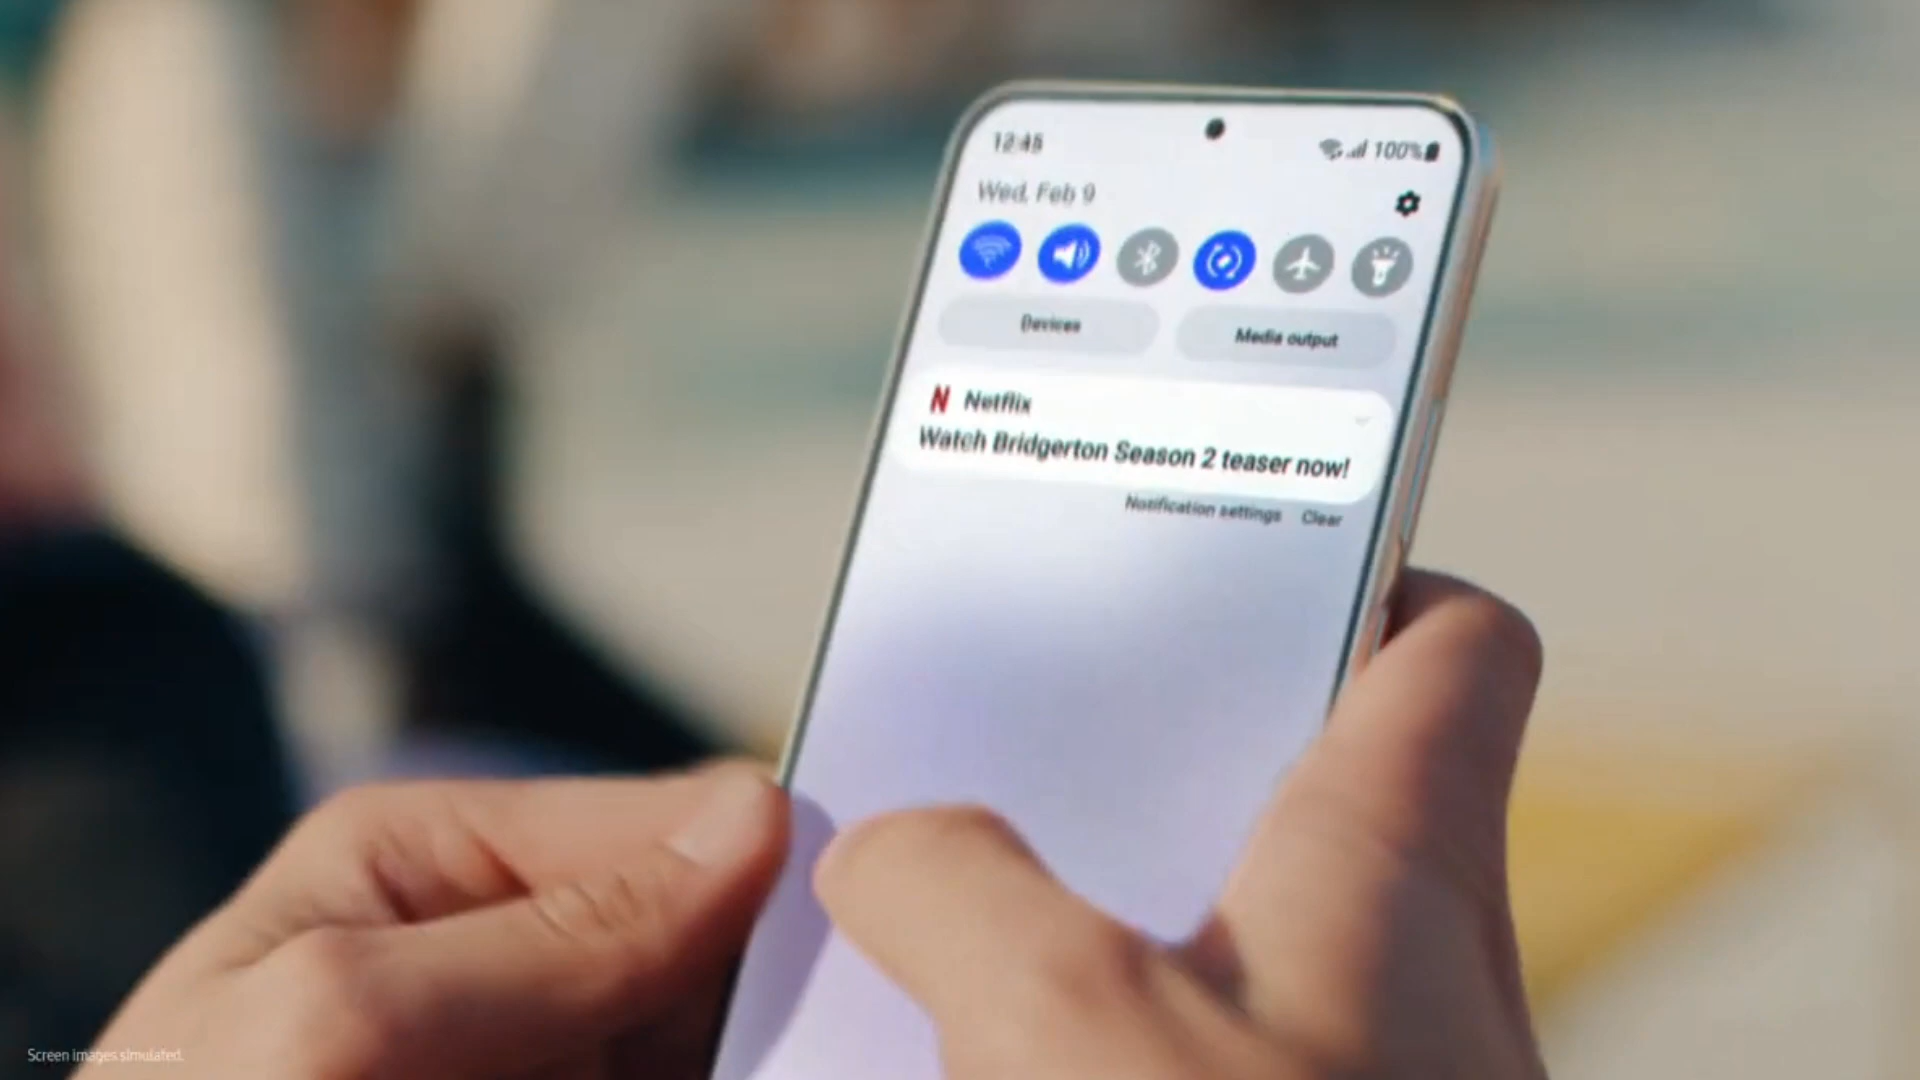 12:45
100%
Wed, Feb 9
Devices
Media output
N Netflix
Watch Bridgerton Season 2 teaser now!
Notification settings Clear
Screen images simulated.